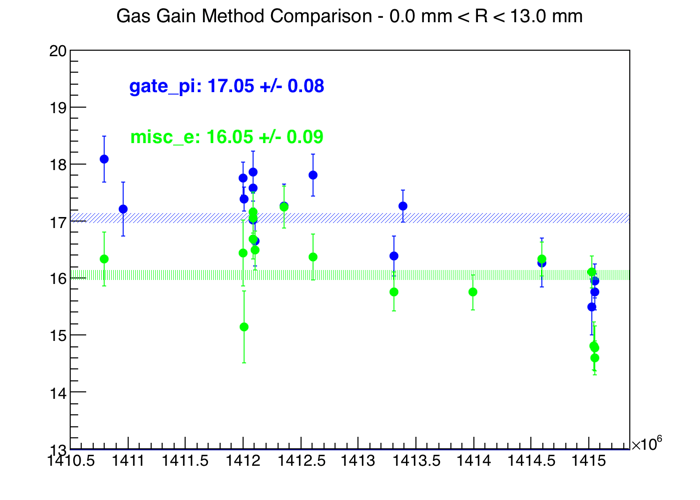 Gas Gain Method Comparison - 0.0 mm < R < 13.0 mm
20
gate_pi: 17.05 +/- 0.08
19
misc_e: 16.05 +/- 0.09
18
17
16
15
14
13
1410.5 1411 1411.5 1412 1412.5 1413 1413.5 1414 1414.5 1415
×10⁶